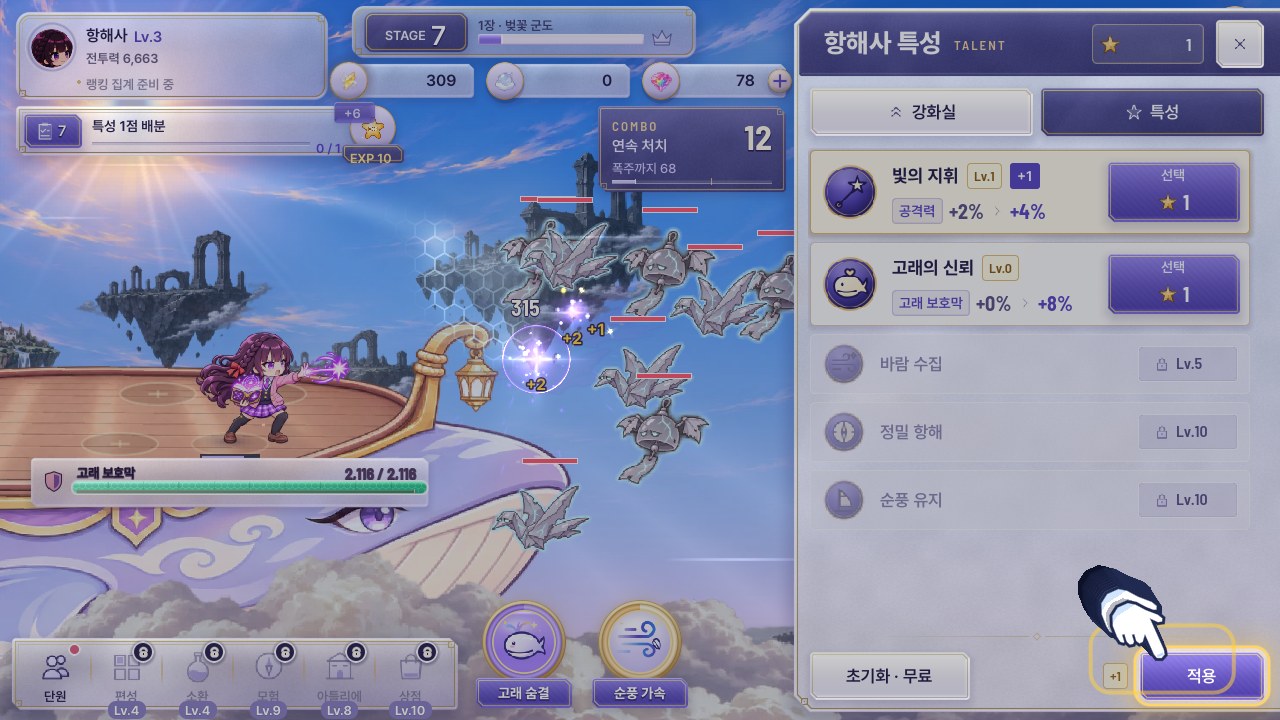 항해사 Lv.3
전투력 6,663
랭킹 집계 준비 중
STAGE 7
1장 · 벚꽃 군도
309
0
78
7
특성 1점 배분
0 / 1
+6
EXP 10
COMBO
연속 처치
12
폭주까지 68
315
+2
+1
+2
고래 보호막
2,116 / 2,116
단원
편성
Lv.4
소환
Lv.4
모험
Lv.9
아틀리에
Lv.8
상점
Lv.10
고래 숨결
순풍 가속
항해사 특성 TALENT
1
강화실
특성
빛의 지휘 Lv.1 +1
공격력 +2% +4%
선택
1
고래의 신뢰 Lv.0
고래 보호막 +0% +8%
선택
1
바람 수집
Lv.5
정밀 항해
Lv.10
순풍 유지
Lv.10
초기화 · 무료
+1
적용